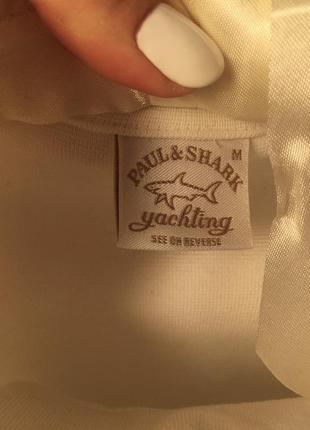 PAUL & SHARK
M
yachting
SEE ON REVERSE